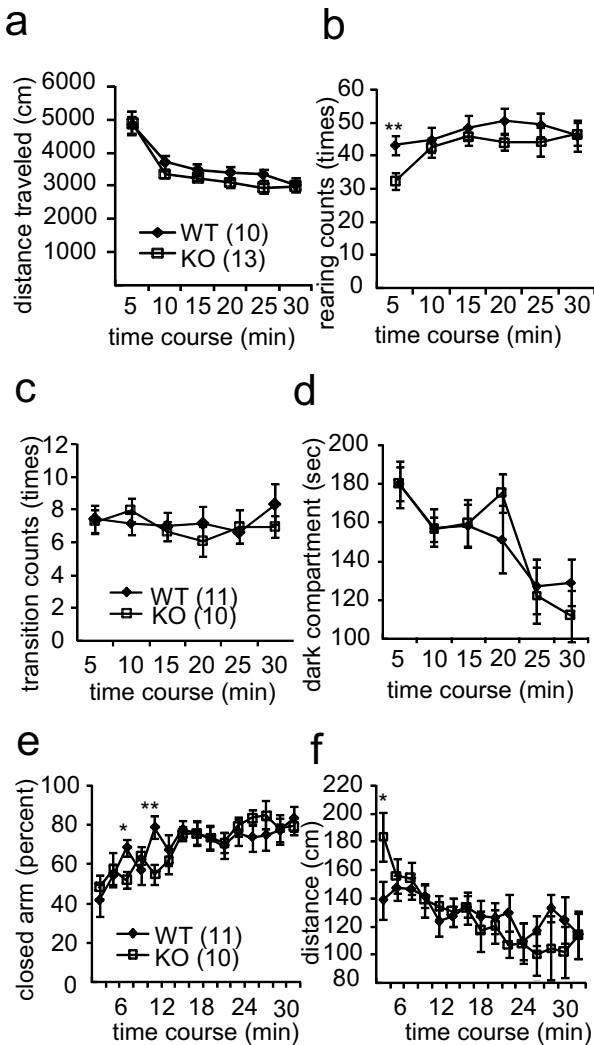 a
distance traveled (cm)
6000
5000
4000
3000
2000
1000
WT (10)
KO (13)
5 10 15 20 25 30
time course (min)
b
rearing counts (times)
60
50
40
30
20
10
0
**
5 10 15 20 25 30
time course (min)
c
transition counts (times)
12
10
8
6
4
2
0
WT (11)
KO (10)
5 10 15 20 25 30
time course (min)
d
dark compartment (sec)
200
180
160
140
120
100
5 10 15 20 25 30
time course (min)
e
closed arm (percent)
100
80
60
40
20
0
* **
WT (11)
KO (10)
6 12 18 24 30
time course (min)
f
distance (cm)
220
200
180
160
140
120
100
80
*
6 12 18 24 30
time course (min)